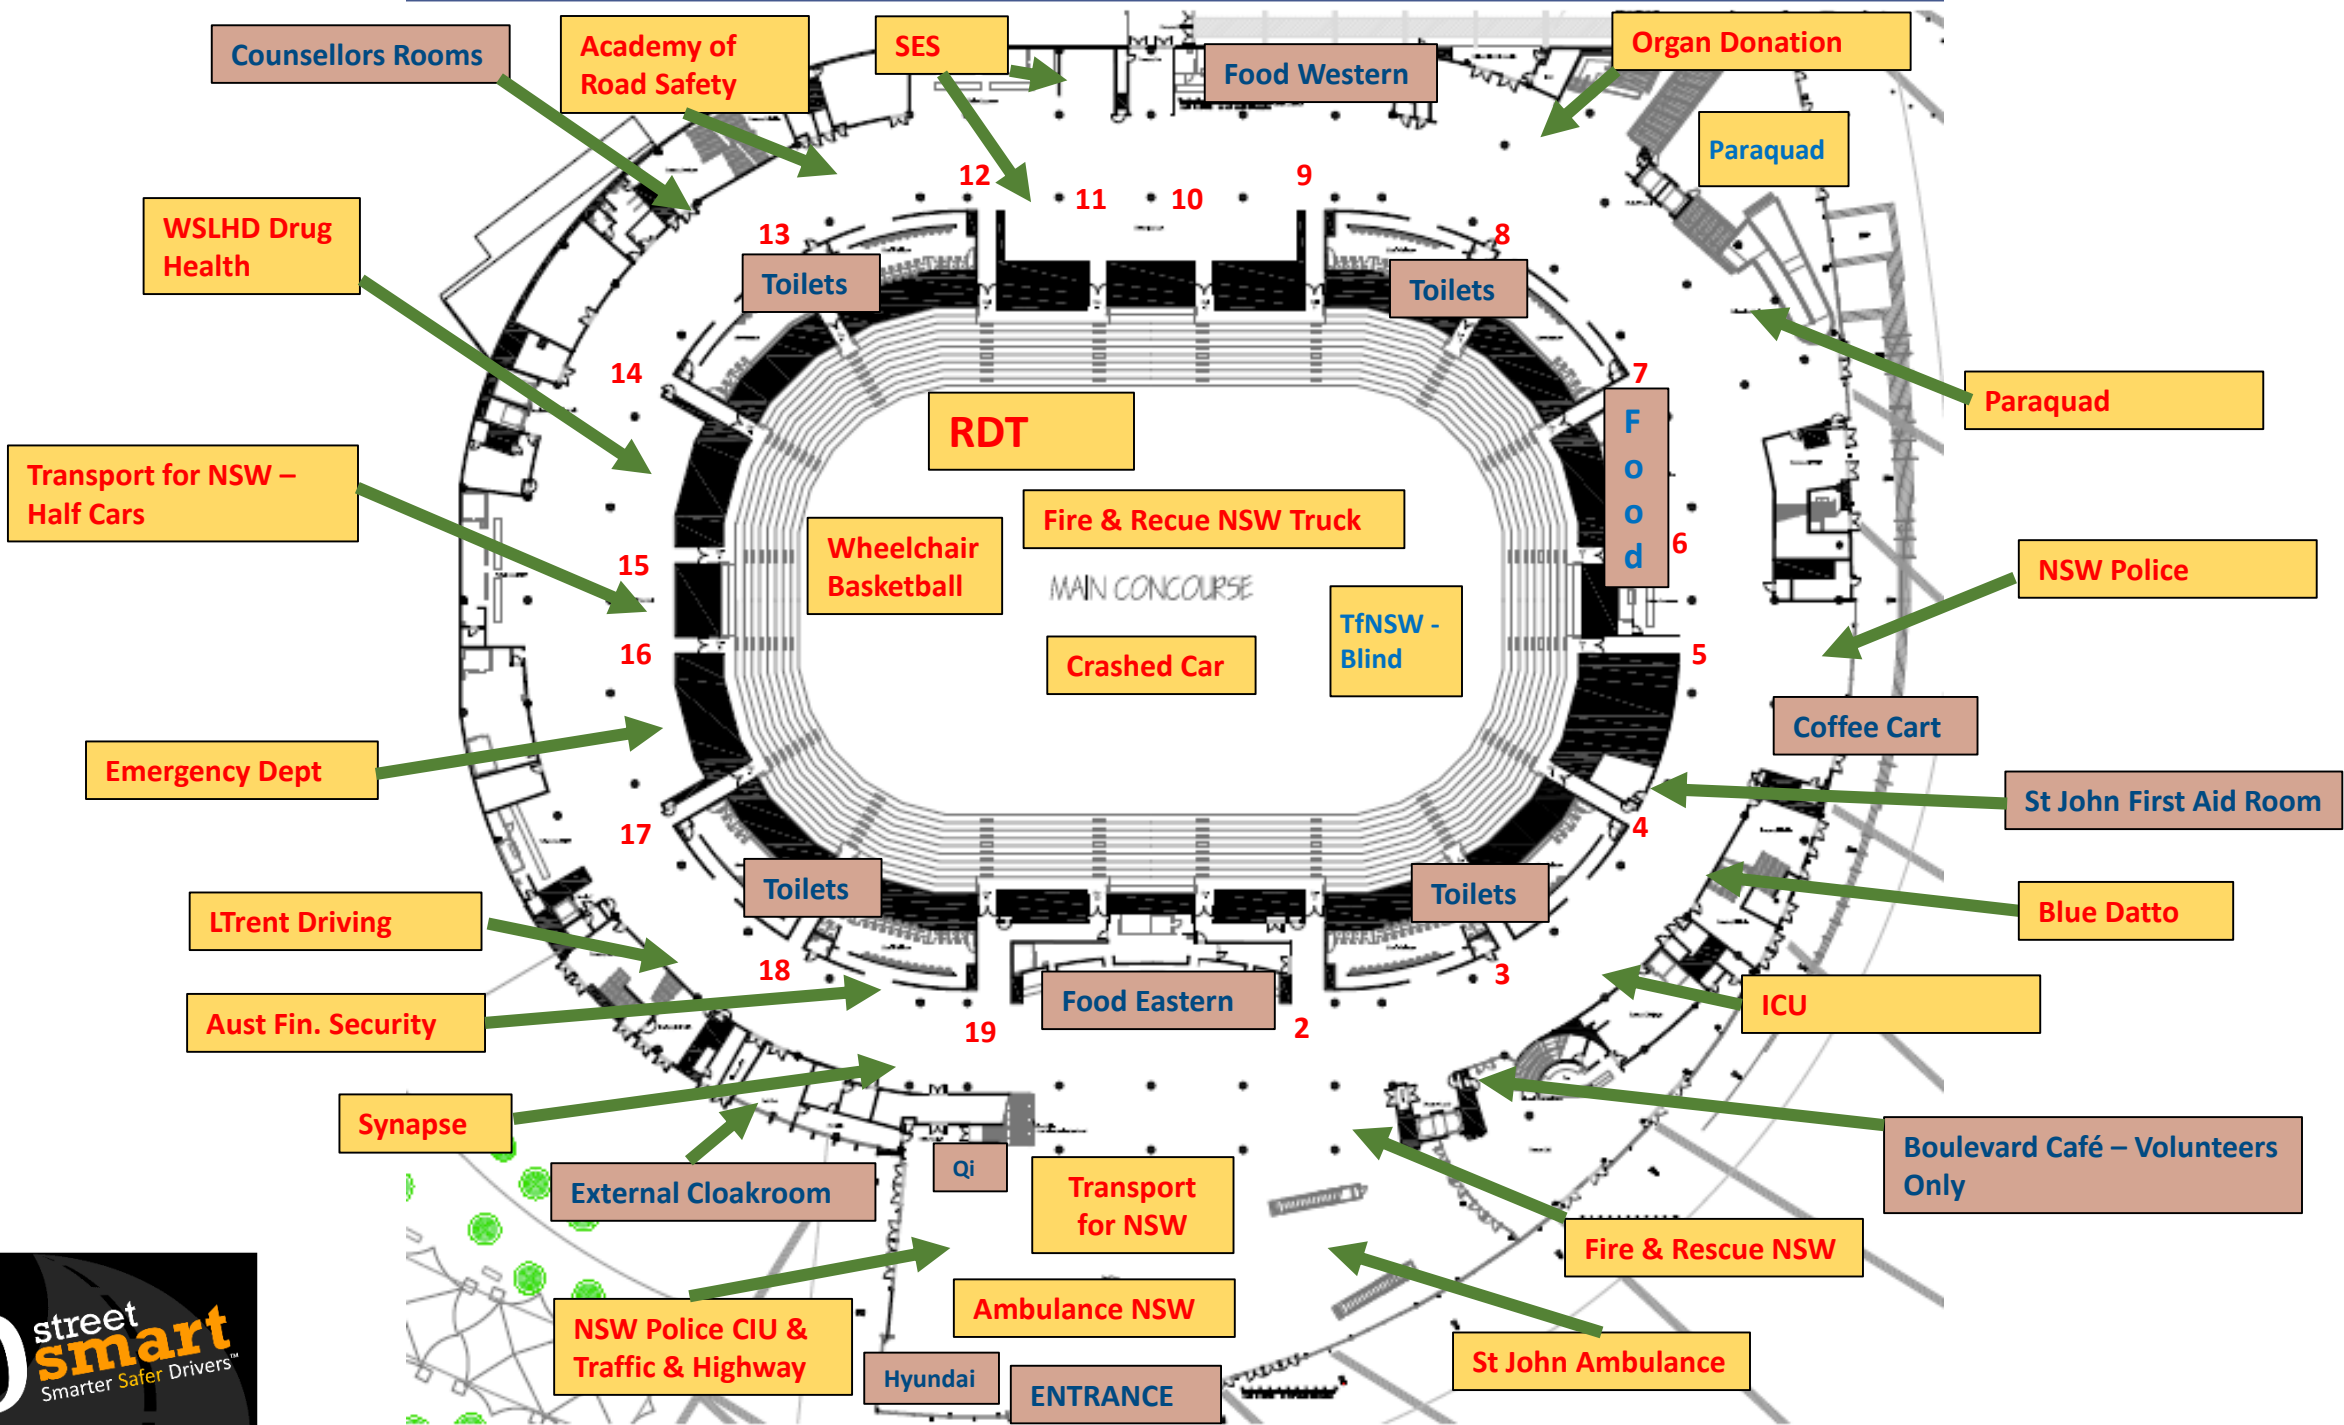 Counsellors Rooms
Academy of
Road Safety
SES
Food Western
Organ Donation
Paraquad
12
11
10
9
WSLHD Drug
Health
13
8
Toilets
Toilets
14
7
Paraquad
RDT
Food
Transport for NSW –
Half Cars
Fire & Recue NSW Truck
Wheelchair
Basketball
15
6
NSW Police
MAIN CONCOURSE
TfNSW -
Blind
16
5
Crashed Car
Coffee Cart
Emergency Dept
St John First Aid Room
17
4
Toilets
Toilets
LTrent Driving
Blue Datto
18
3
Food Eastern
ICU
Aust Fin. Security
19
2
Synapse
Qi
External Cloakroom
Transport
for NSW
Boulevard Café – Volunteers
Only
Fire & Rescue NSW
Ambulance NSW
NSW Police CIU &
Traffic & Highway
St John Ambulance
Hyundai
ENTRANCE
street
smart
Smarter Safer Drivers™